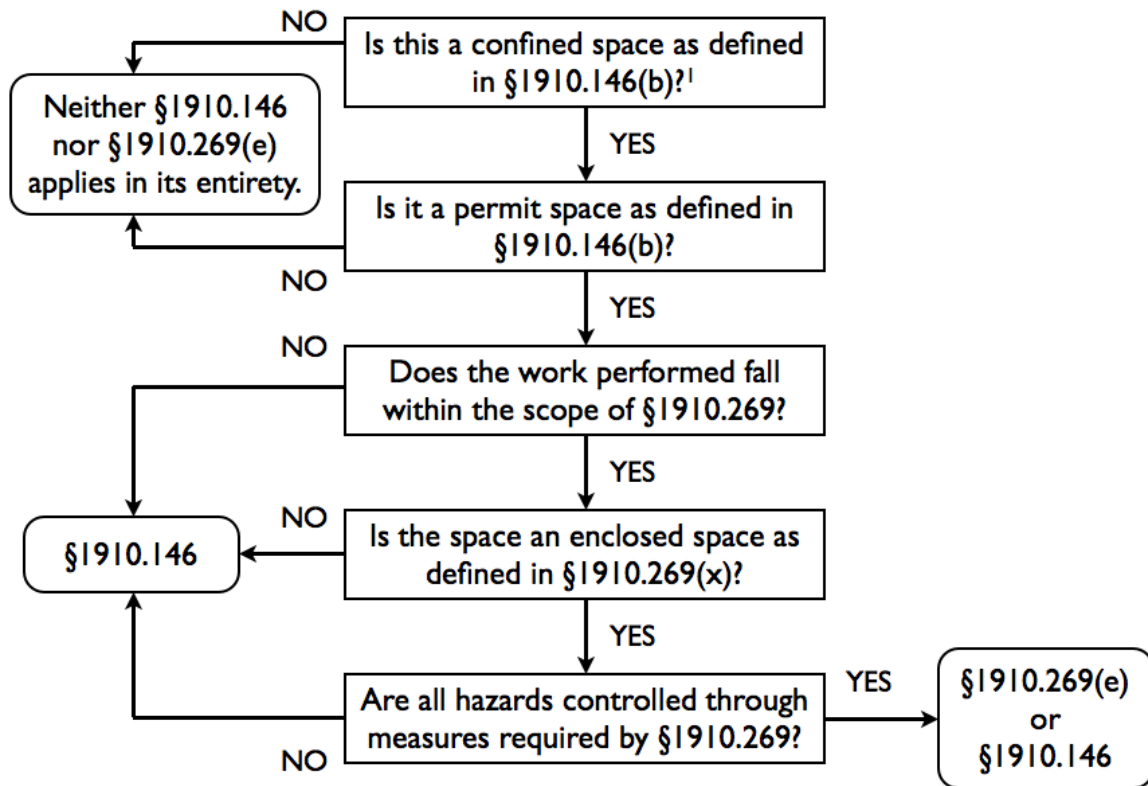 NO
Is this a confined space as defined
in §1910.146(b)?¹
Neither §1910.146
nor §1910.269(e)
applies in its entirety.
YES
Is it a permit space as defined in
§1910.146(b)?
NO
YES
NO
Does the work performed fall
within the scope of §1910.269?
YES
NO
Is the space an enclosed space as
defined in §1910.269(x)?
§1910.146
YES
Are all hazards controlled through
measures required by §1910.269?
YES
§1910.269(e)
or
§1910.146
NO